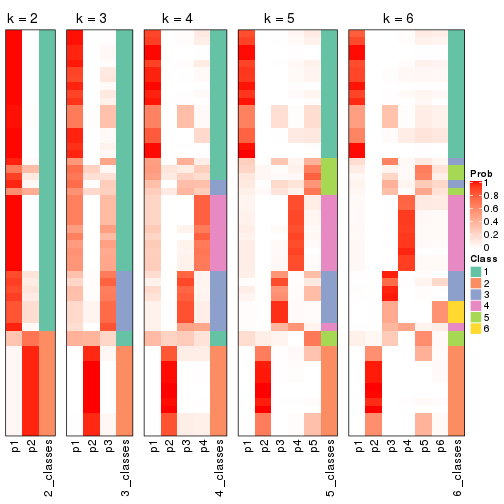 k = 2
k = 3
k = 4
k = 5
k = 6
Prob
1
0.8
0.6
0.4
0.2
0
Class
1
2
3
4
5
6
p1
p2
2_classes
p1
p2
p3
3_classes
p1
p2
p3
p4
4_classes
p1
p2
p3
p4
p5
5_classes
p1
p2
p3
p4
p5
p6
6_classes